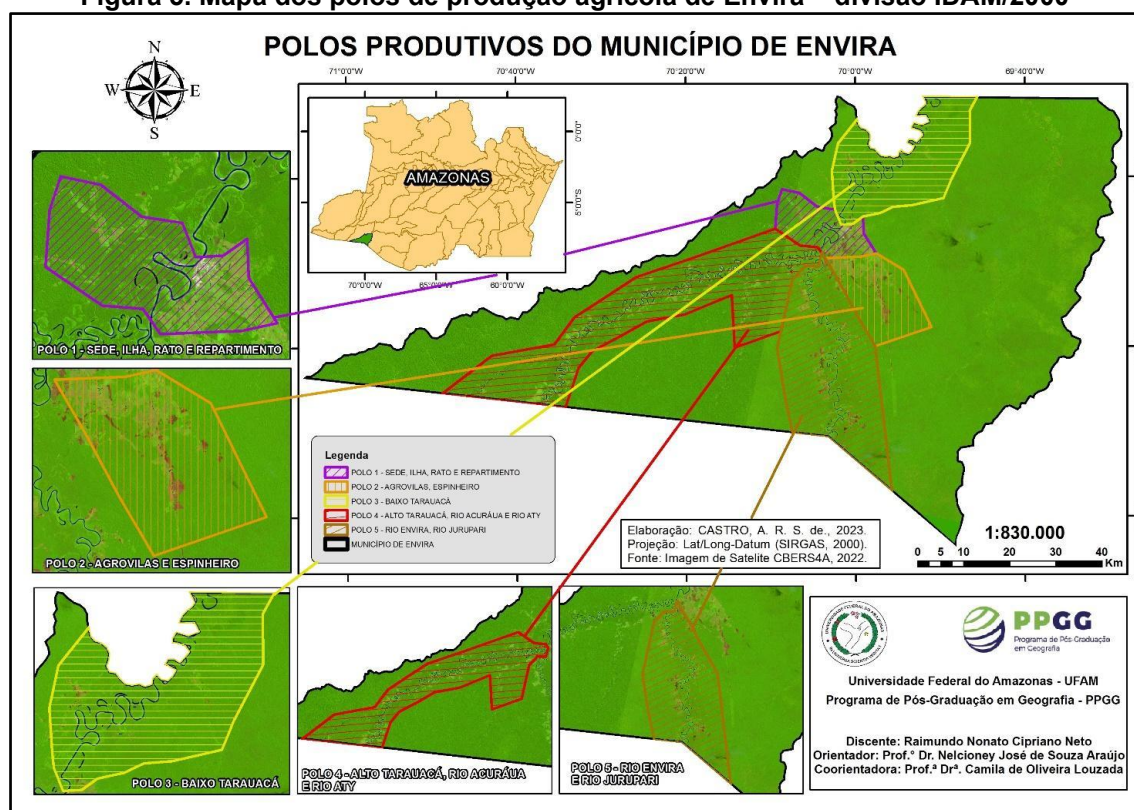 Figura 3. Mapa dos polos de produção agrícola de Envira – divisão IDAM/2000
POLOS PRODUTIVOS DO MUNICÍPIO DE ENVIRA
N
W E
S
71°0'0"W 70°40'0"W 70°20'0"W 70°0'0"W 69°40'0"W
AMAZONAS
0°0'0"
5°0'0"S
70°0'0"W 65°0'0"W 60°0'0"W
POLO 1 - SEDE, ILHA, RATO E REPARTIMENTO
POLO 2 - AGROVILAS E ESPINHEIRO
Legenda
POLO 1 - SEDE, ILHA, RATO E REPARTIMENTO
POLO 2 - AGROVILAS, ESPINHEIRO
POLO 3 - BAIXO TARAUACÁ
POLO 4 - ALTO TARAUACÁ, RIO ACURÁUA E RIO ATY
POLO 5 - RIO ENVIRA, RIO JURUPARI
MUNICÍPIO DE ENVIRA
Elaboração: CASTRO, A. R. S. de., 2023.
Projeção: Lat/Long-Datum (SIRGAS, 2000).
Fonte: Imagem de Satelite CBERS4A, 2022.
1:830.000
0 5 10 20 30 40
Km
POLO 3 - BAIXO TARAUACÁ
POLO 4 - ALTO TARAUACÁ, RIO ACURÁUA
E RIO ATY
POLO 5 - RIO ENVIRA
E RIO JURUPARI
PPGG
Programa de Pós-Graduação
em Geografia
Universidade Federal do Amazonas - UFAM
Programa de Pós-Graduação em Geografia - PPGG
Discente: Raimundo Nonato Cipriano Neto
Orientador: Prof.° Dr. Nelcioney José de Souza Araújo
Coorientadora: Prof.ª Drª. Camila de Oliveira Louzada